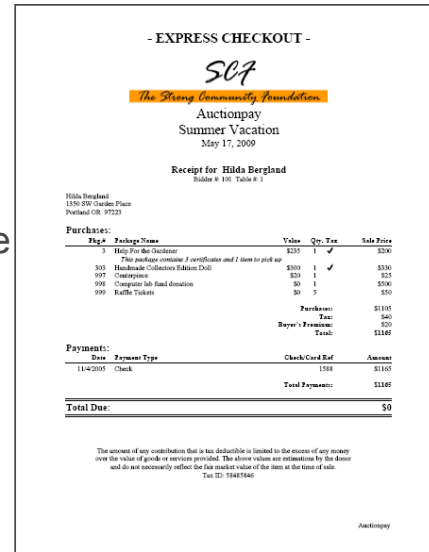 - EXPRESS CHECKOUT -
SCF
The Strong Community Foundation
Auctionpay
Summer Vacation
May 17, 2009
Receipt for Hilda Bergland
Bidder #: 101 Table #: 1
Hilda Bergland
1350 SW Garden Place
Portland OR 97223
e
Purchases:
Pkg.# Package Name Value Qty. Tax Sale Price
3 Help For the Gardener $235 1 ✓ $200
This package contains 3 certificates and 1 item to pick up
303 Handmade Collectors Edition Doll $300 1 ✓ $330
997 Centerpiece $20 1 $25
998 Computer lab fund donation $0 1 $500
999 Raffle Tickets $0 5 $50
Purchases: $1105
Tax: $40
Buyer's Premium: $20
Total: $1165
Payments:
Date Payment Type Check/Card Ref Amount
11/4/2005 Check 1588 $1165
Total Payments: $1165
Total Due: $0
The amount of any contribution that is tax deductible is limited to the excess of any money
over the value of goods or services provided. The above values are estimations by the donor
and do not necessarily reflect the fair market value of the item at the time of sale.
Tax ID: 58485846
Auctionpay